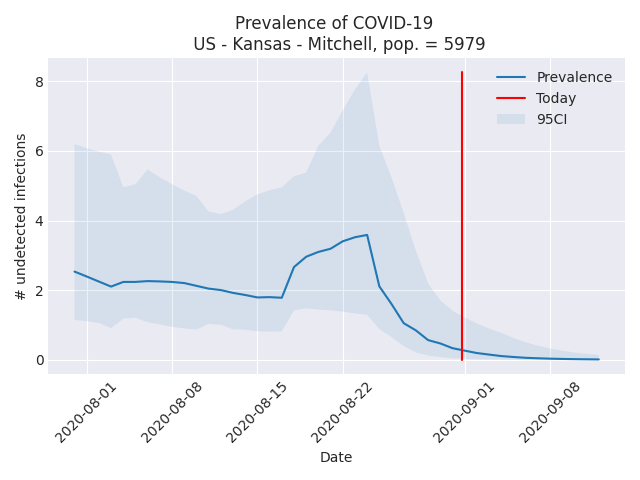 Prevalence of COVID-19
US - Kansas - Mitchell, pop. = 5979
Prevalence
Today
95CI
# undetected infections
8
6
4
2
0
2020-08-01
2020-08-08
2020-08-15
2020-08-22
2020-09-01
2020-09-08
Date